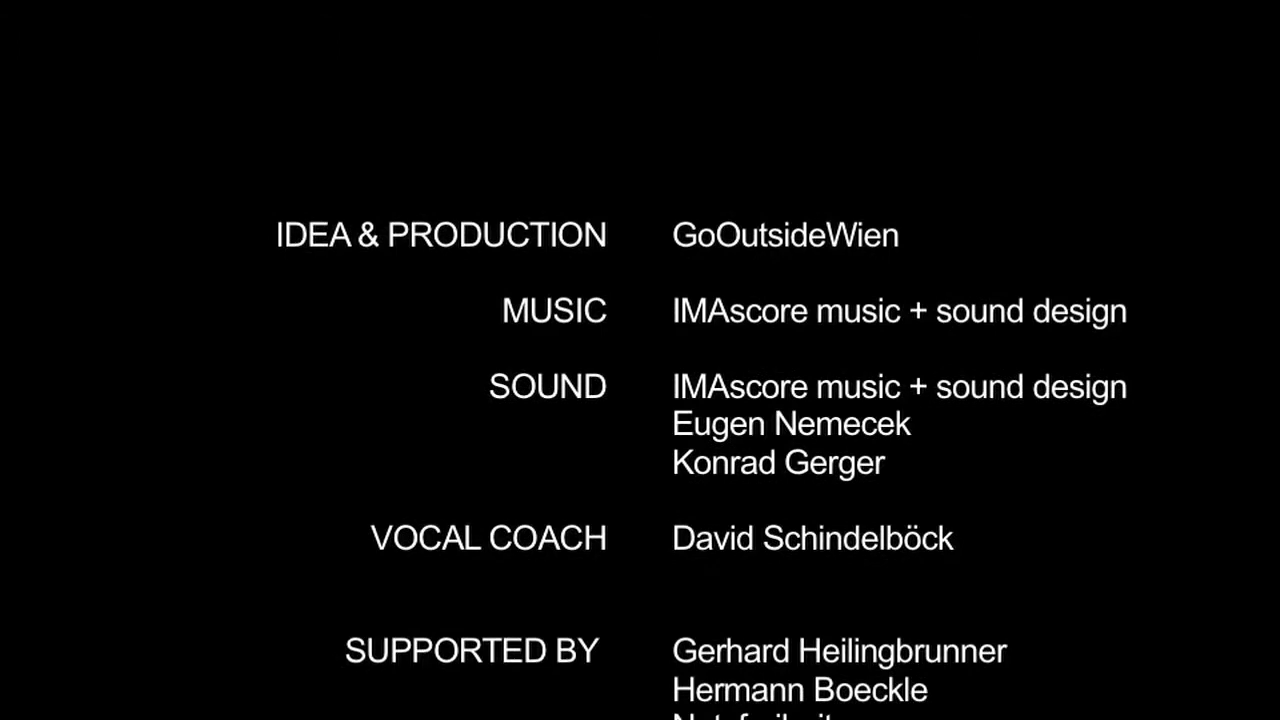 IDEA & PRODUCTION GoOutsideWien
MUSIC IMAscore music + sound design
SOUND IMAscore music + sound design
Eugen Nemecek
Konrad Gerger
VOCAL COACH David Schindelböck
SUPPORTED BY Gerhard Heilingbrunner
Hermann Boeckle